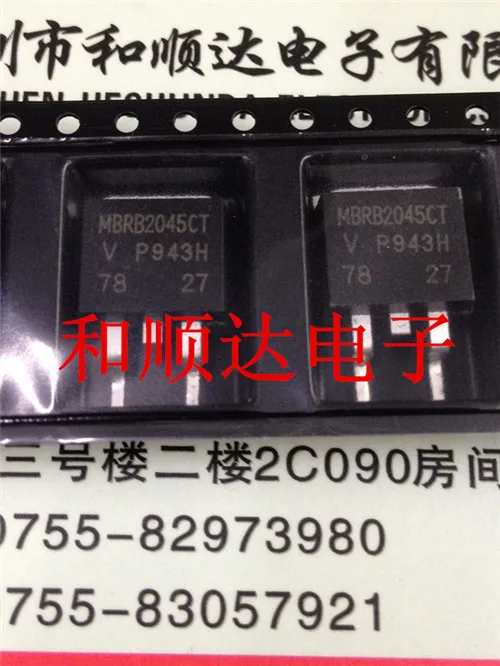 圳市和顺达电子有限
MBRB2045CT
V P943H
78 27
MBRB2045CT
V P943H
78 27
和顺达电子
三号楼二楼2C090房间
0755-82973980
755-83057921